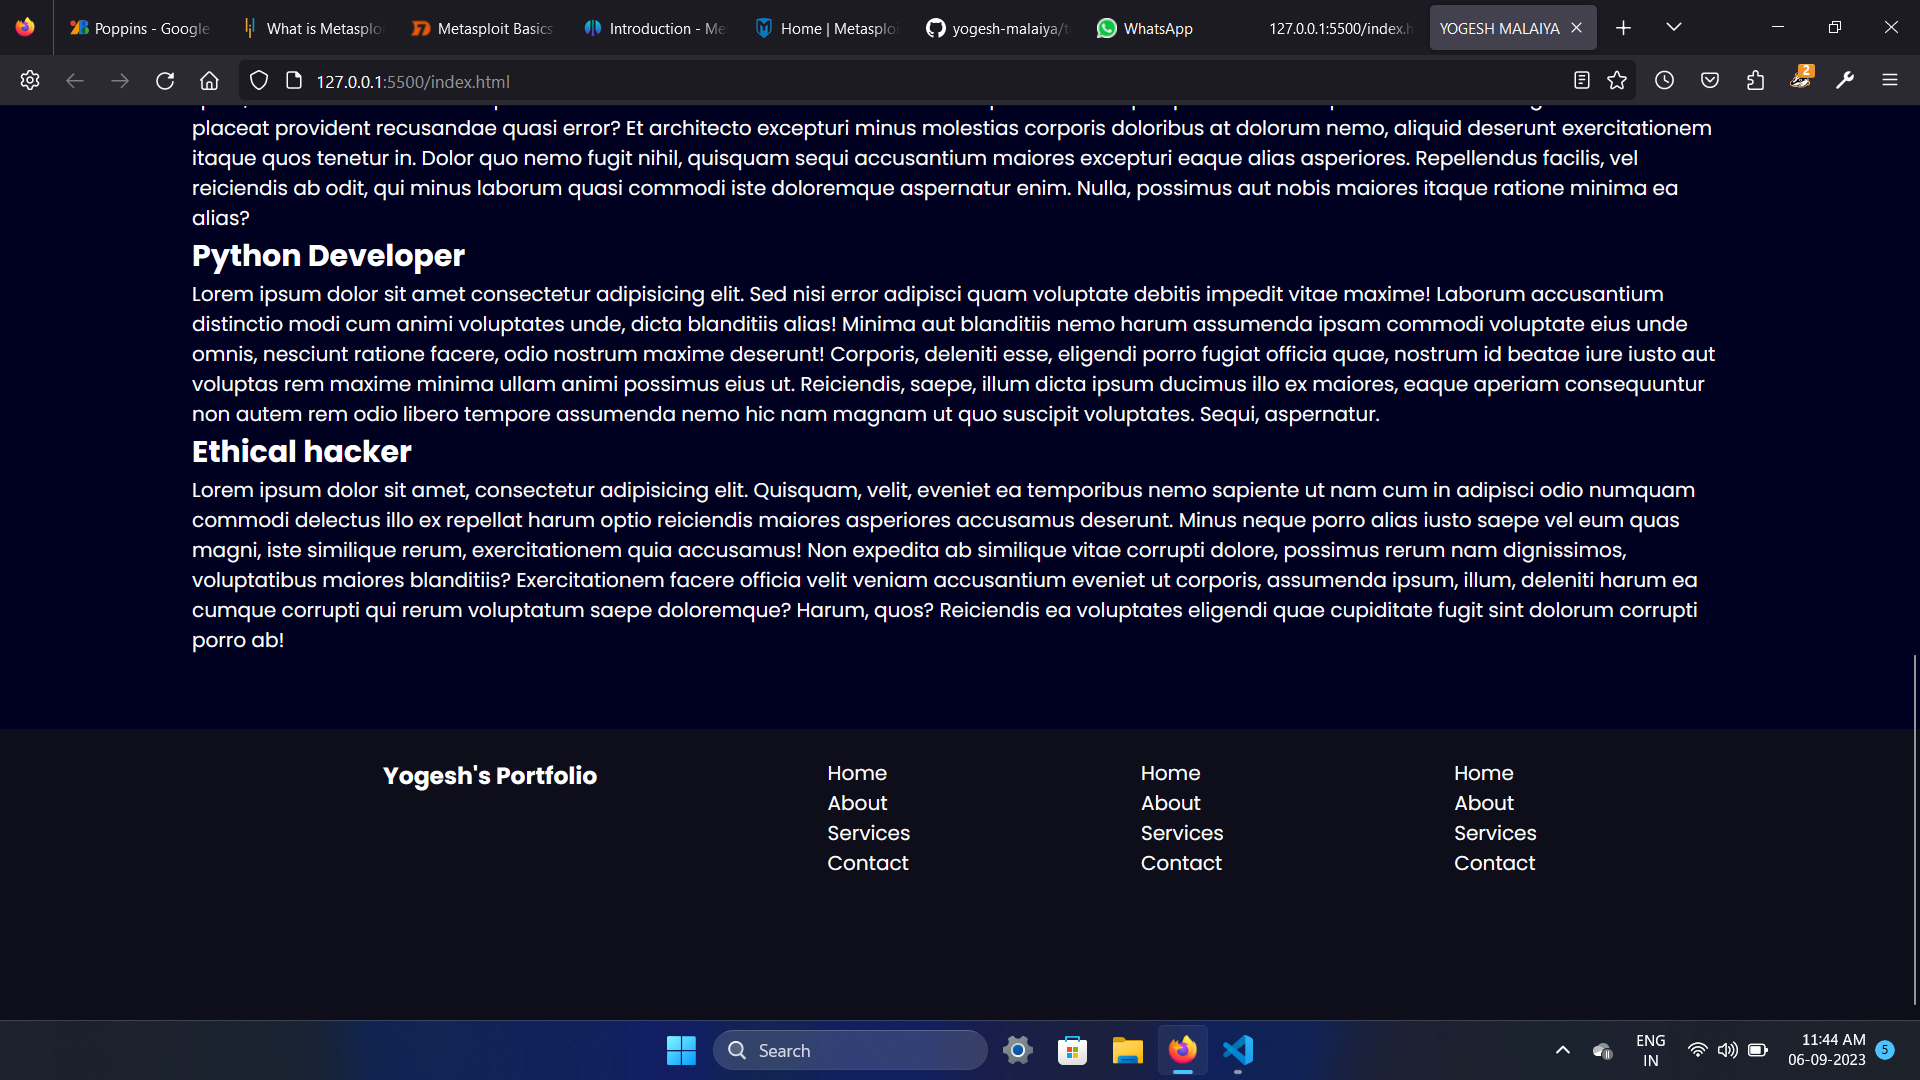 Poppins - Google
What is Metasploi
Metasploit Basics
Introduction - Me
Home | Metasploi
yogesh-malaiya/t
WhatsApp
127.0.0.1:5500/index.h
YOGESH MALAIYA
127.0.0.1:5500/index.html
2
placeat provident recusandae quasi error? Et architecto excepturi minus molestias corporis doloribus at dolorum nemo, aliquid deserunt exercitationem
itaque quos tenetur in. Dolor quo nemo fugit nihil, quisquam sequi accusantium maiores excepturi eaque alias asperiores. Repellendus facilis, vel
reiciendis ab odit, qui minus laborum quasi commodi iste doloremque aspernatur enim. Nulla, possimus aut nobis maiores itaque ratione minima ea
alias?
Python Developer
Lorem ipsum dolor sit amet consectetur adipisicing elit. Sed nisi error adipisci quam voluptate debitis impedit vitae maxime! Laborum accusantium
distinctio modi cum animi voluptates unde, dicta blanditiis alias! Minima aut blanditiis nemo harum assumenda ipsam commodi voluptate eius unde
omnis, nesciunt ratione facere, odio nostrum maxime deserunt! Corporis, deleniti esse, eligendi porro fugiat officia quae, nostrum id beatae iure iusto aut
voluptas rem maxime minima ullam animi possimus eius ut. Reiciendis, saepe, illum dicta ipsum ducimus illo ex maiores, eaque aperiam consequuntur
non autem rem odio libero tempore assumenda nemo hic nam magnam ut quo suscipit voluptates. Sequi, aspernatur.
Ethical hacker
Lorem ipsum dolor sit amet, consectetur adipisicing elit. Quisquam, velit, eveniet ea temporibus nemo sapiente ut nam cum in adipisci odio numquam
commodi delectus illo ex repellat harum optio reiciendis maiores asperiores accusamus deserunt. Minus neque porro alias iusto saepe vel eum quas
magni, iste similique rerum, exercitationem quia accusamus! Non expedita ab similique vitae corrupti dolore, possimus rerum nam dignissimos,
voluptatibus maiores blanditiis? Exercitationem facere officia velit veniam accusantium eveniet ut corporis, assumenda ipsum, illum, deleniti harum ea
cumque corrupti qui rerum voluptatum saepe doloremque? Harum, quos? Reiciendis ea voluptates eligendi quae cupiditate fugit sint dolorum corrupti
porro ab!
Yogesh's Portfolio
Home
About
Services
Contact
Home
About
Services
Contact
Home
About
Services
Contact
Search
ENG
IN
11:44 AM
06-09-2023
5